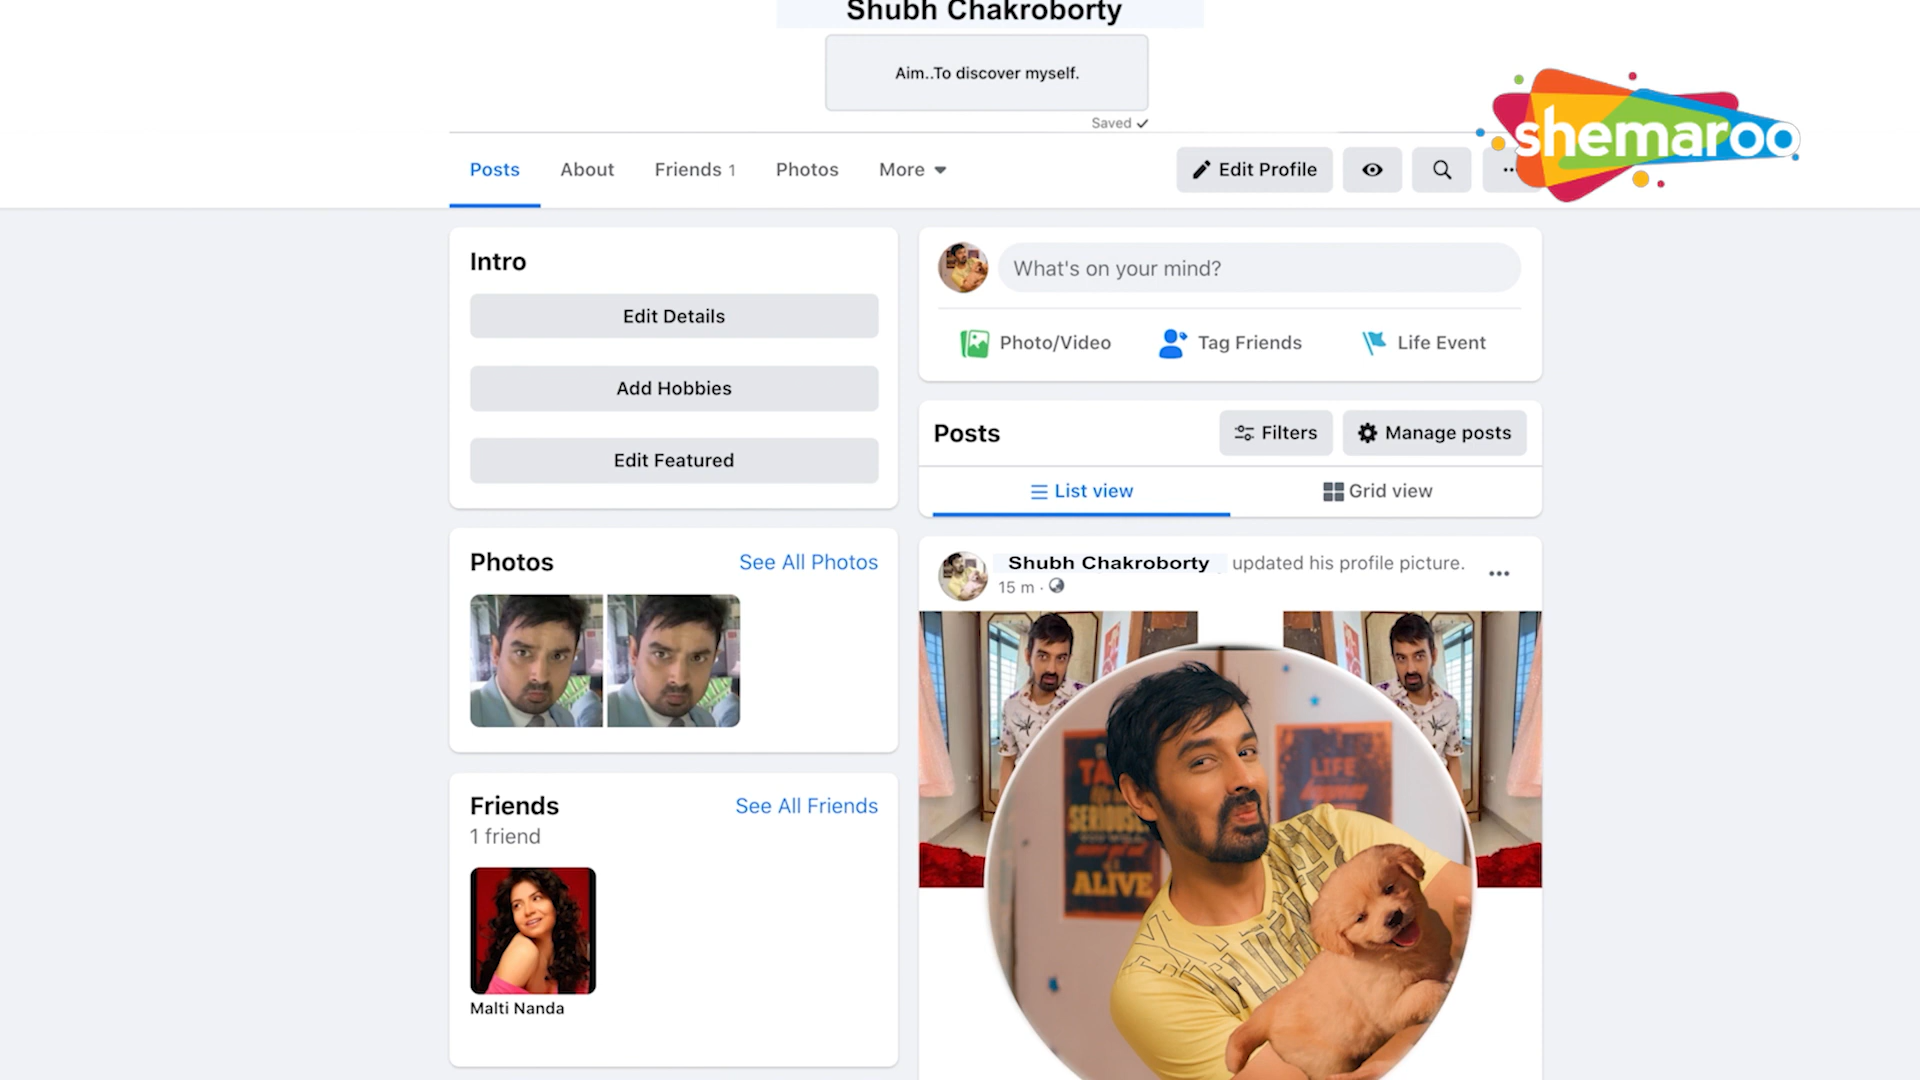 Shubh Chakroborty
Aim..To discover myself.
Saved
shemaroo
Posts
About
Friends 1
Photos
More
Edit Profile
Intro
Edit Details
Add Hobbies
Edit Featured
What's on your mind?
Photo/Video
Tag Friends
Life Event
Posts
Filters
Manage posts
List view
Grid view
Photos
See All Photos
Friends
See All Friends
1 friend
Malti Nanda
Shubh Chakroborty updated his profile picture.
15 m ·
SERIOUSLY
ALIVE
LIFE